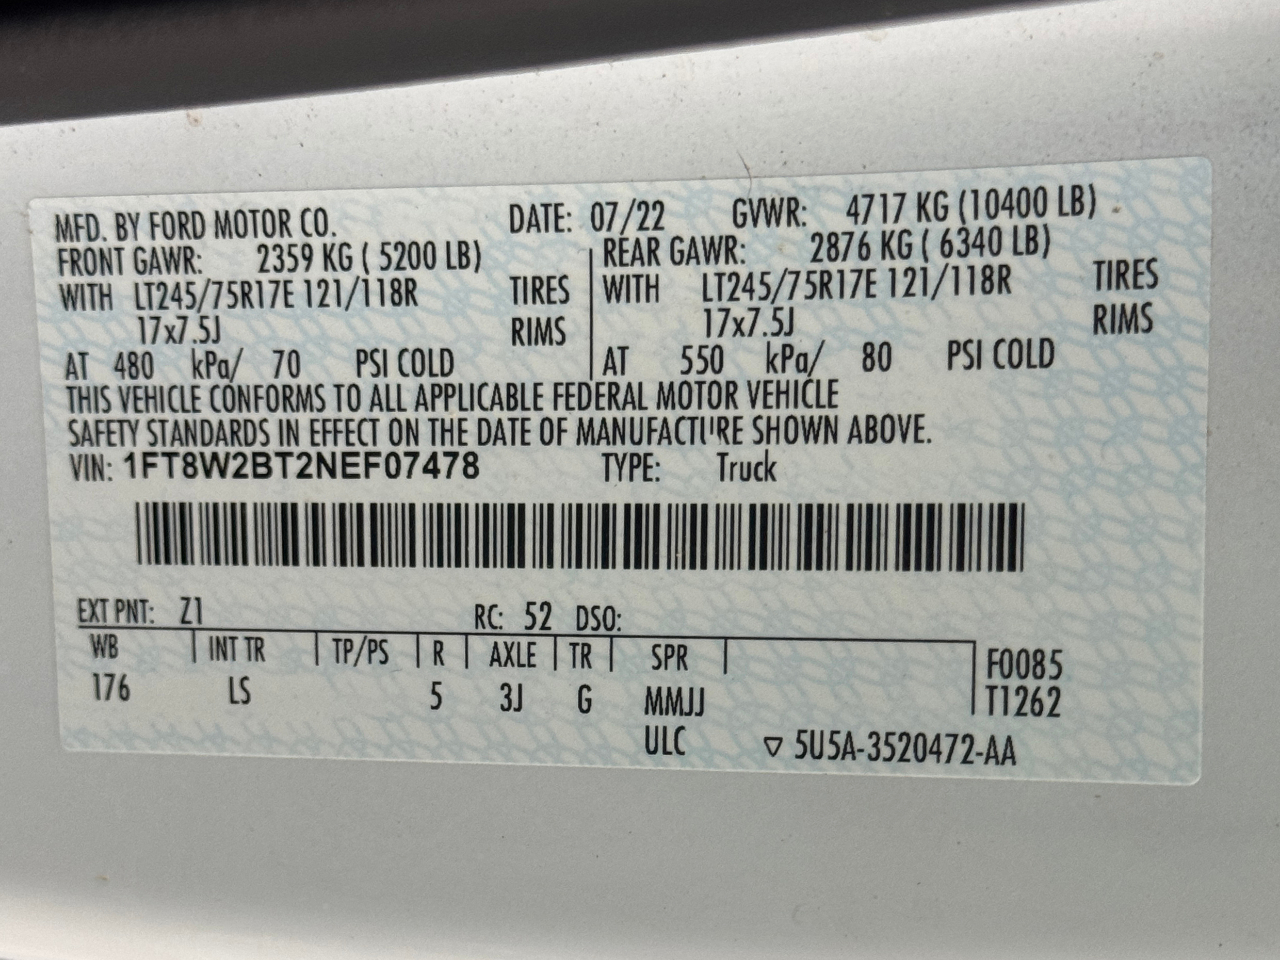 MFD. BY FORD MOTOR CO. DATE: 07/22 GVWR: 4717 KG (10400 LB)
FRONT GAWR: 2359 KG ( 5200 LB) REAR GAWR: 2876 KG ( 6340 LB)
WITH LT245/75R17E 121/118R TIRES WITH LT245/75R17E 121/118R TIRES
17x7.5J RIMS 17x7.5J RIMS
AT 480 kPa/ 70 PSI COLD AT 550 kPa/ 80 PSI COLD
THIS VEHICLE CONFORMS TO ALL APPLICABLE FEDERAL MOTOR VEHICLE
SAFETY STANDARDS IN EFFECT ON THE DATE OF MANUFACTURE SHOWN ABOVE.
VIN: 1FT8W2BT2NEF07478 TYPE: Truck
EXT PNT: Z1 RC: 52 DSO:
WB INT TR TP/PS R AXLE TR SPR F0085
176 LS 5 3J G MMJJ T1262
ULC ▽ 5U5A-3520472-AA